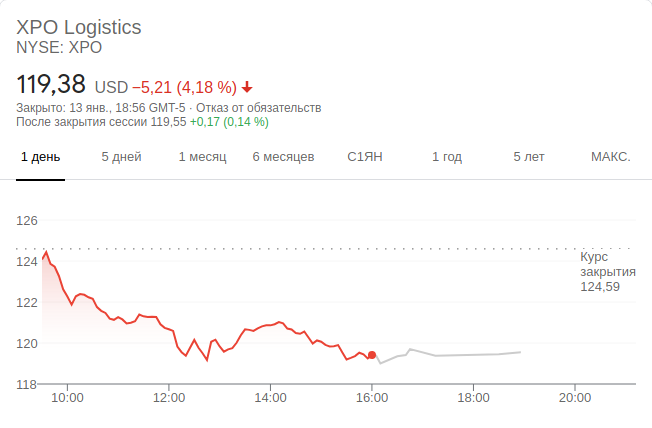 XPO Logistics
NYSE: XPO
119,38 USD −5,21 (4,18 %)
Закрыто: 13 янв., 18:56 GMT-5 · Отказ от обязательств
После закрытия сессии 119,55 +0,17 (0,14 %)
1 день 5 дней 1 месяц 6 месяцев С1ЯН 1 год 5 лет МАКС.
126
124
122
120
118
Курс
закрытия
124,59
10:00 12:00 14:00 16:00 18:00 20:00